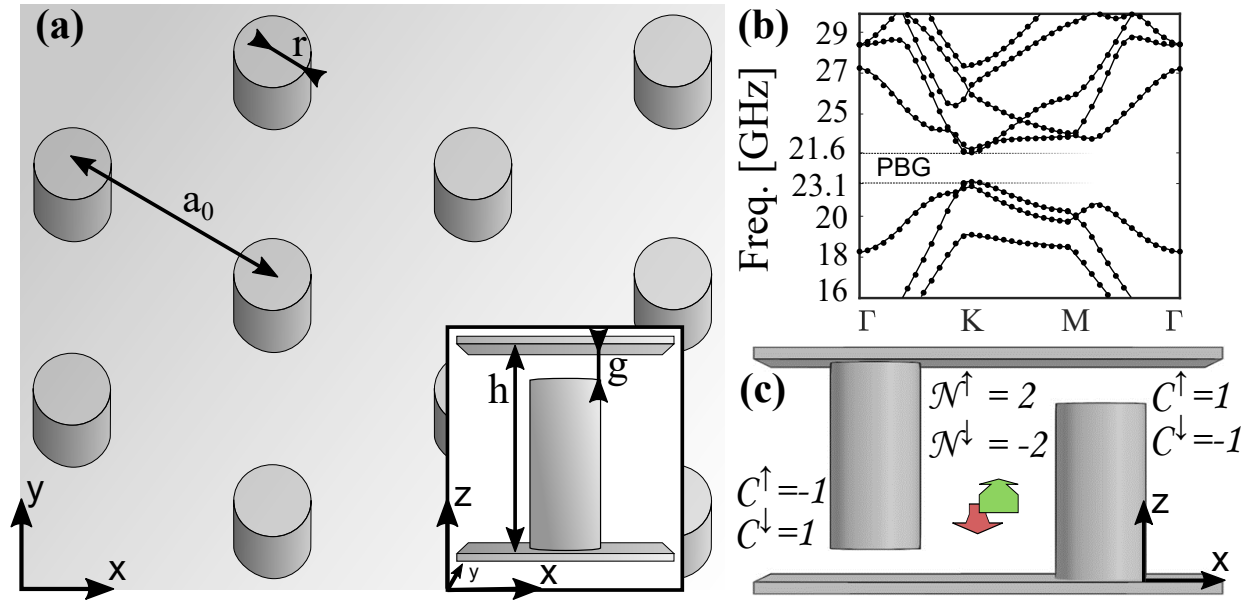 (a)
r
a₀
h
g
z
y
x
y
x
(b)
Freq. [GHz]
29
27
25
21.6
PBG
23.1
20
18
16
Γ K M Γ
(c)
𝒩↑ = 2
𝒩↓ = -2
C↑=1
C↓=-1
C↑=-1
C↓=1
z
x